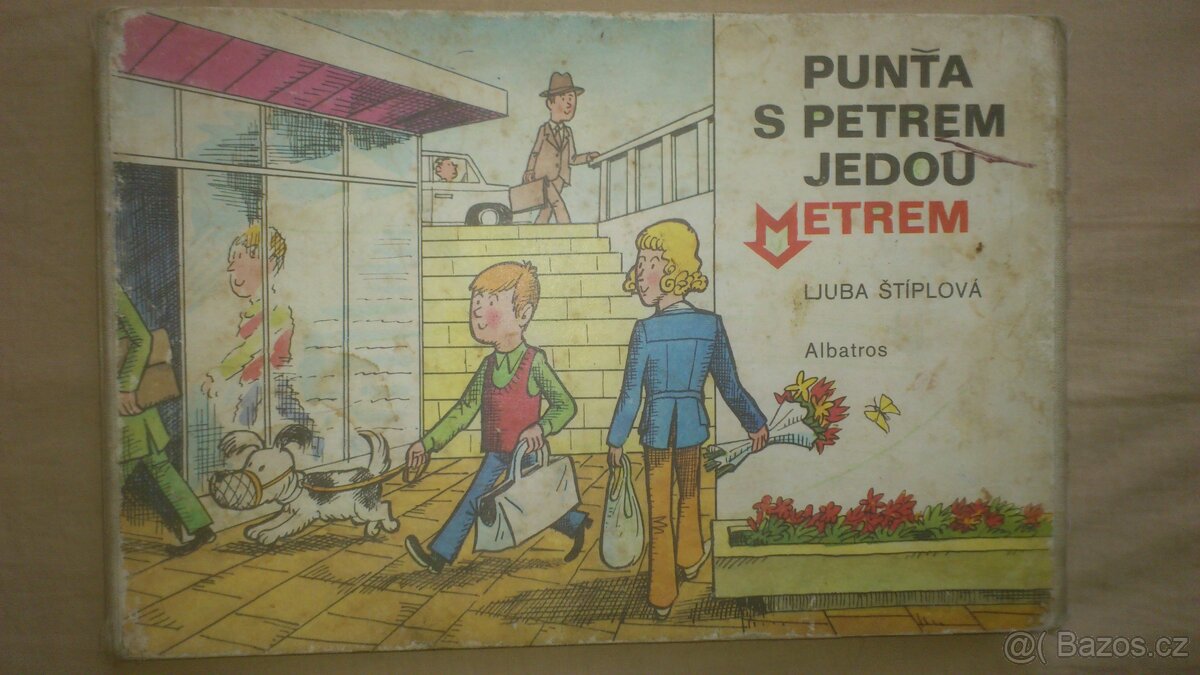 PUNŤA
S PETREM
JEDOU
METREM
LJUBA ŠTÍPLOVÁ
Albatros
@( Bazos.cz